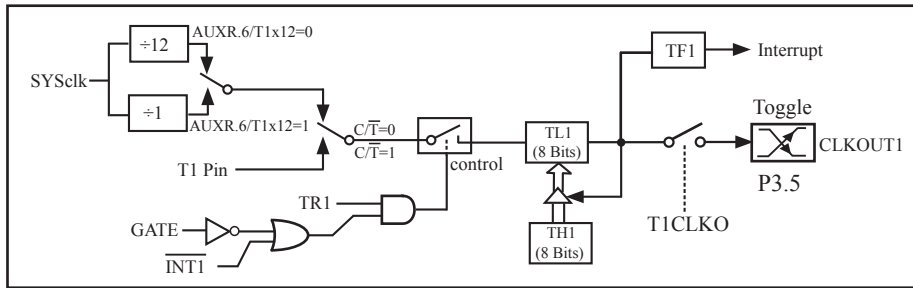 AUXR.6/T1x12=0
÷12
SYSclk
÷1
AUXR.6/T1x12=1
C/T̅=0
C/T̅=1
T1 Pin
control
TR1
GATE
I̅N̅T̅1̅
TL1
(8 Bits)
TH1
(8 Bits)
TF1
Interrupt
Toggle
CLKOUT1
P3.5
T1CLKO